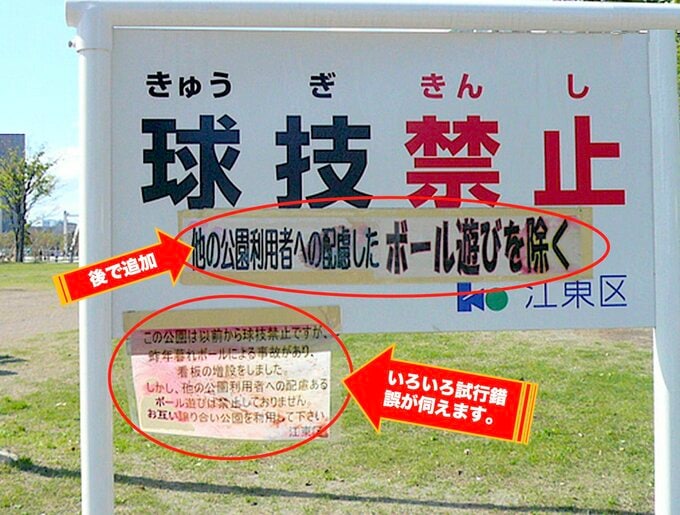 きゅう ぎ きん し
球技禁止
他の公園利用者への配慮した ボール遊びを除く
後で追加
江東区
この公園は以前から球技禁止ですが、
昨年暮れボールによる事故があり、
看板の増設をしました。
しかし、他の公園利用者への配慮ある
ボール遊びは禁止しておりません。
お互い譲り合い公園を利用して下さい。
江東区
いろいろ試行錯
誤が伺えます。